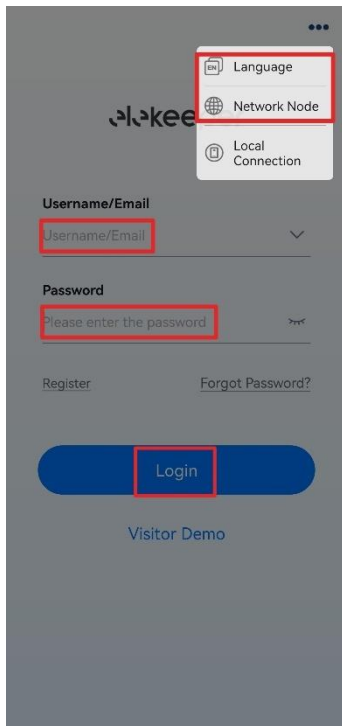 •••
EN
Language
Network Node
Local
Connection
Username/Email
Username/Email
Password
Please enter the password
Register
Forgot Password?
Login
Visitor Demo